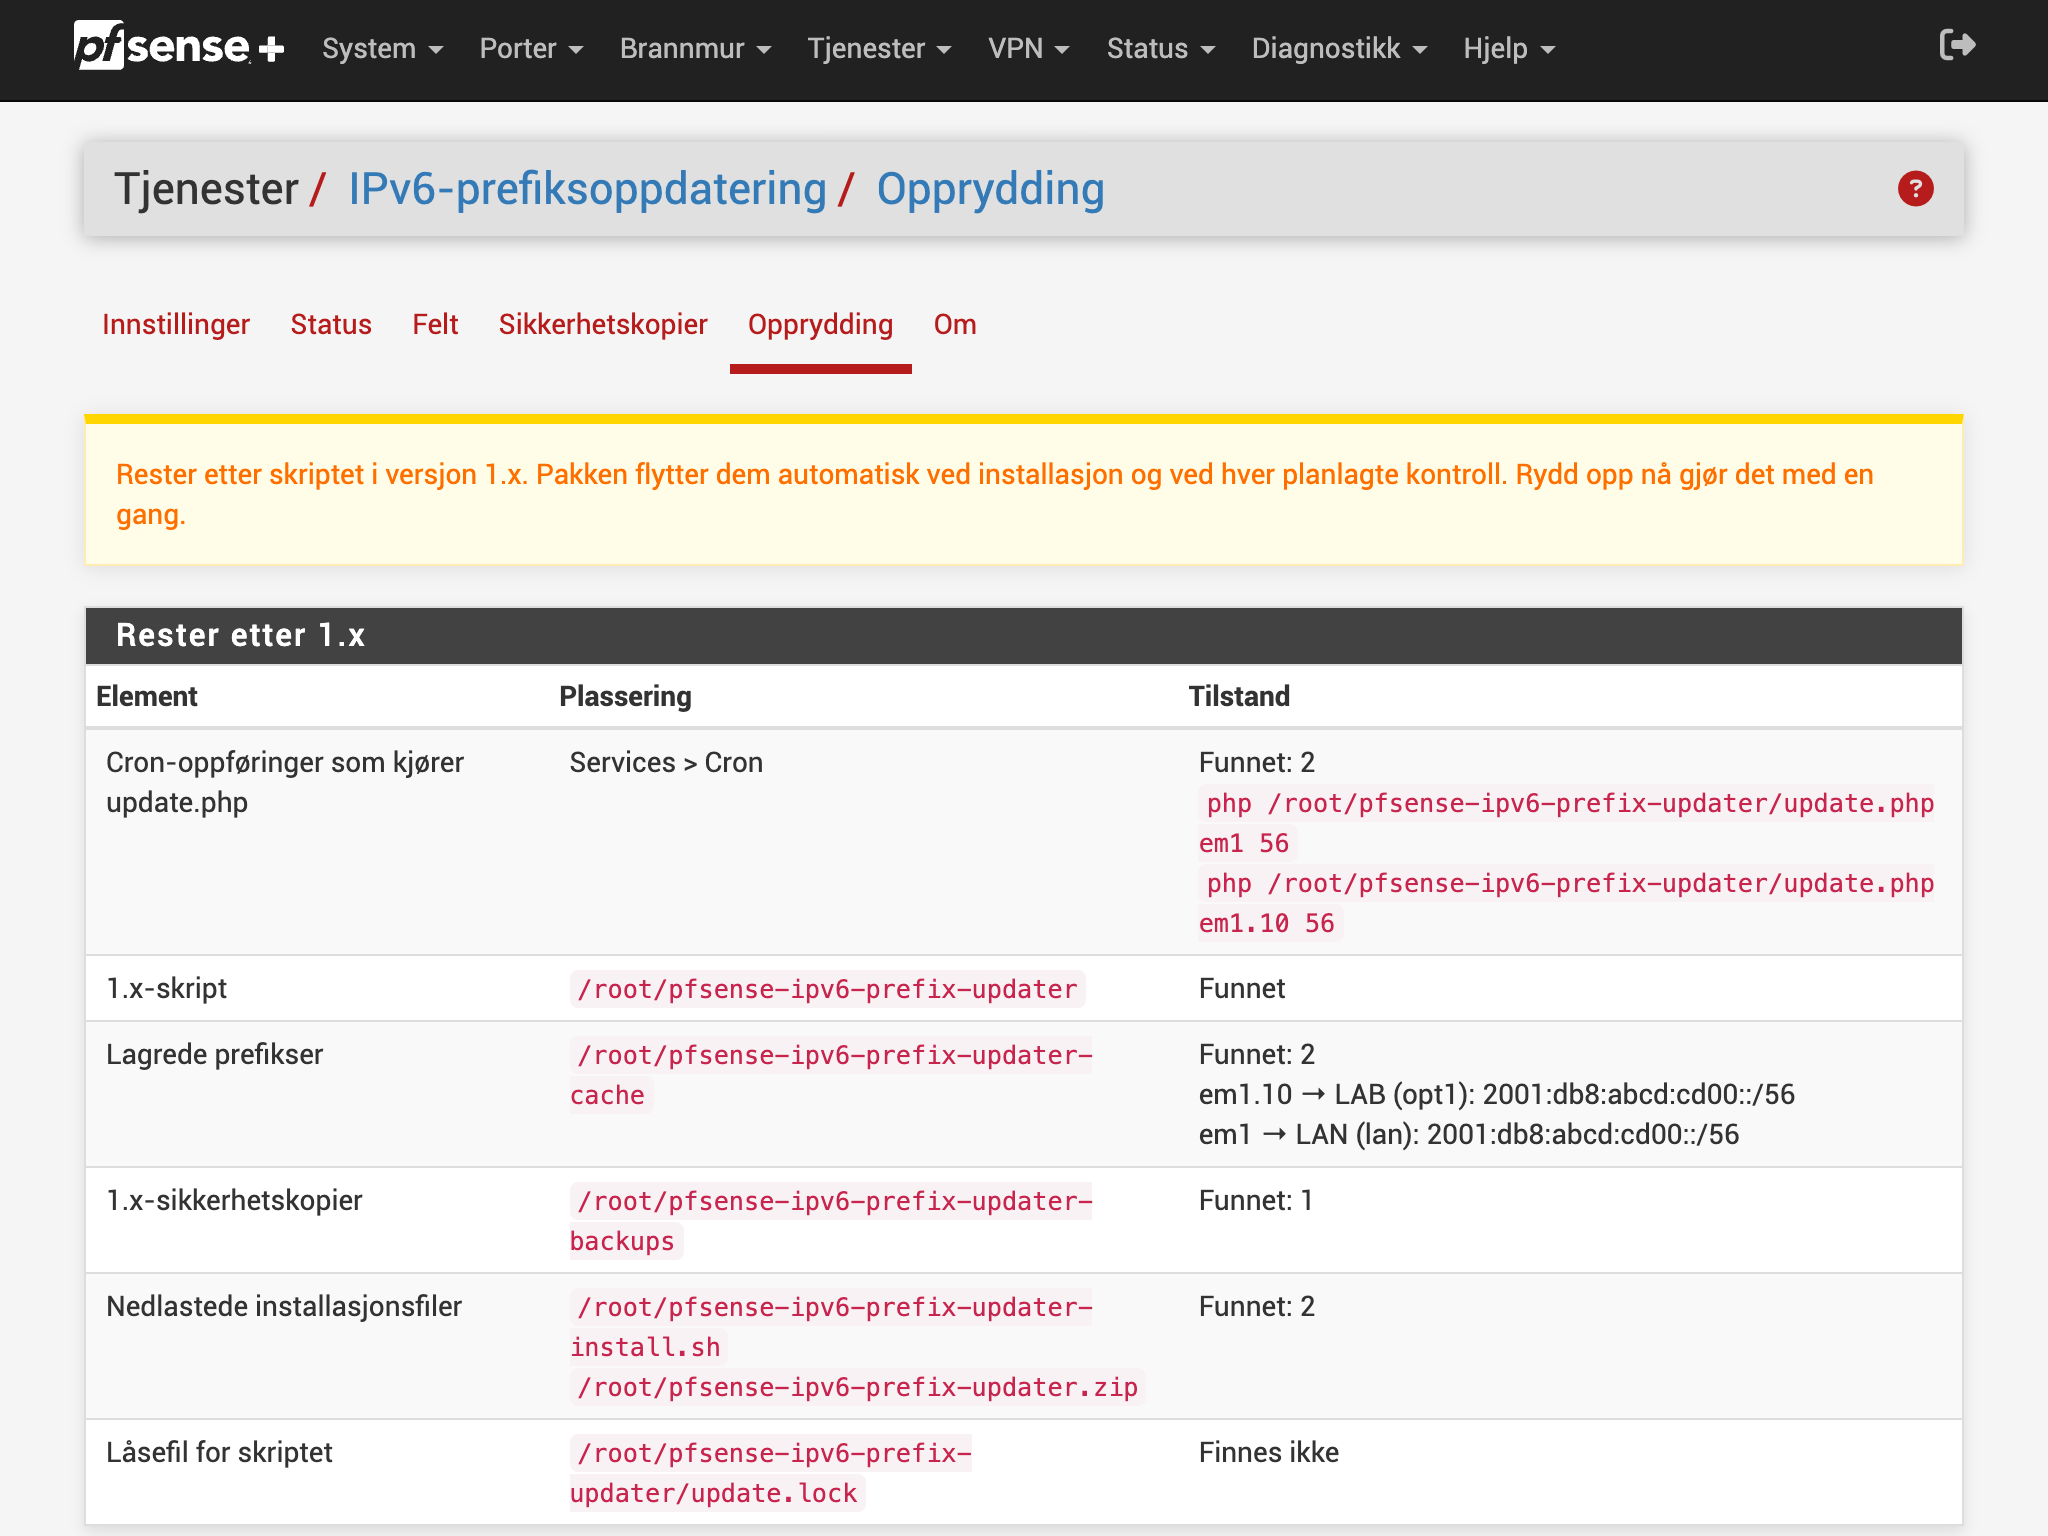 pfsense+ System Porter Brannmur Tjenester VPN Status Diagnostikk Hjelp
Tjenester / IPv6-prefiksoppdatering / Opprydding
?
Innstillinger Status Felt Sikkerhetskopier Opprydding Om
Rester etter skriptet i versjon 1.x. Pakken flytter dem automatisk ved installasjon og ved hver planlagte kontroll. Rydd opp nå gjør det med en
gang.
Rester etter 1.x
Element Plassering Tilstand
Cron-oppføringer som kjører
update.php
Services > Cron
Funnet: 2
php /root/pfsense-ipv6-prefix-updater/update.php
em1 56
php /root/pfsense-ipv6-prefix-updater/update.php
em1.10 56
1.x-skript /root/pfsense-ipv6-prefix-updater Funnet
Lagrede prefikser
/root/pfsense-ipv6-prefix-updater-
cache
Funnet: 2
em1.10 → LAB (opt1): 2001:db8:abcd:cd00::/56
em1 → LAN (lan): 2001:db8:abcd:cd00::/56
1.x-sikkerhetskopier
/root/pfsense-ipv6-prefix-updater-
backups
Funnet: 1
Nedlastede installasjonsfiler
/root/pfsense-ipv6-prefix-updater-
install.sh
/root/pfsense-ipv6-prefix-updater.zip
Funnet: 2
Låsefil for skriptet
/root/pfsense-ipv6-prefix-
updater/update.lock
Finnes ikke